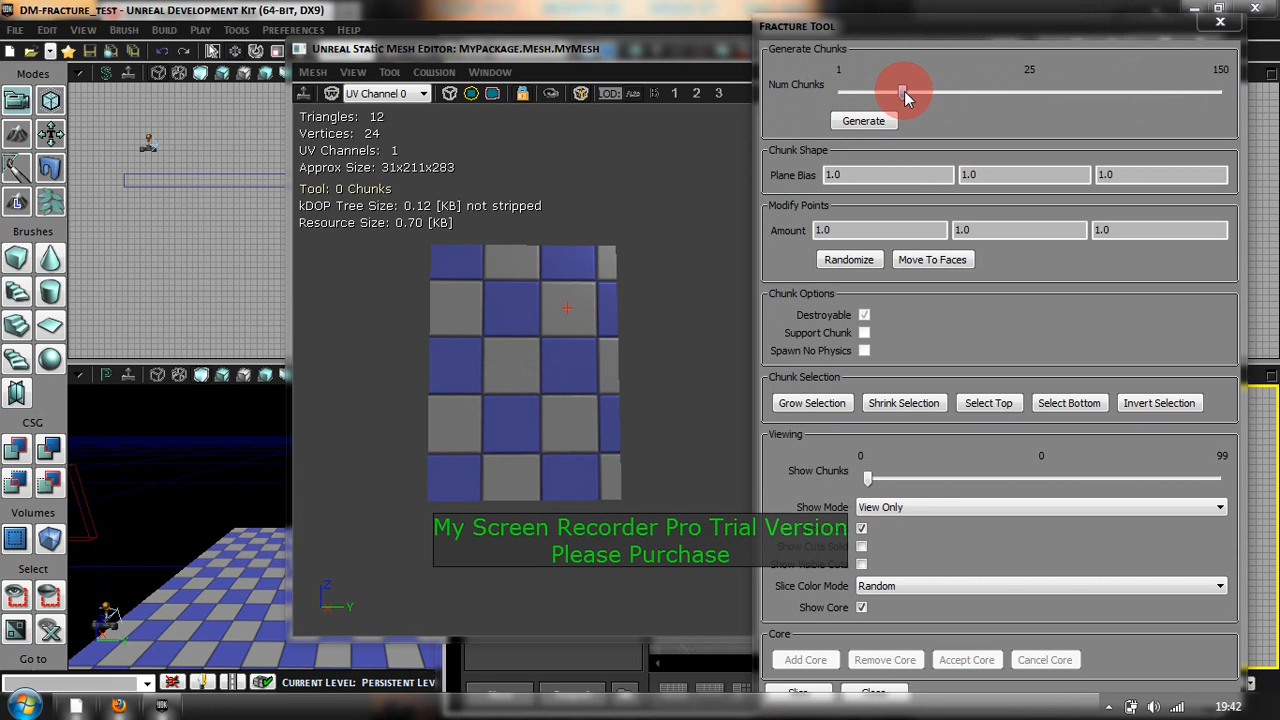 DM-FRACTURE_TEST - UNREAL DEVELOPMENT KIT (64-BIT, DX9)
FILE EDIT VIEW BRUSH BUILD PLAY TOOLS PREFERENCES HELP
Modes
Brushes
CSG
Volumes
Select
Go to
UNREAL STATIC MESH EDITOR: MYPACKAGE.MESH.MYMESH
MESH VIEW TOOL COLLISION WINDOW
UV Channel 0
LOD: Auto 1 2 3
Triangles: 12
Vertices: 24
UV Channels: 1
Approx Size: 31x211x283
Tool: 0 Chunks
kDOP Tree Size: 0.12 [KB] not stripped
Resource Size: 0.70 [KB]
Z
X Y
My Screen Recorder Pro Trial Version
Please Purchase
FRACTURE TOOL
Generate Chunks
1 25 150
Num Chunks
Generate
Chunk Shape
Plane Bias 1.0 1.0 1.0
Modify Points
Amount 1.0 1.0 1.0
Randomize Move To Faces
Chunk Options
Destroyable
Support Chunk
Spawn No Physics
Chunk Selection
Grow Selection Shrink Selection Select Top Select Bottom Invert Selection
Viewing
0 0 99
Show Chunks
Show Mode View Only
Show Cuts Solid
Show Visible Cuts
Slice Color Mode Random
Show Core
Core
Add Core Remove Core Accept Core Cancel Core
CURRENT LEVEL: PERSISTENT LEV
UDK
19:42